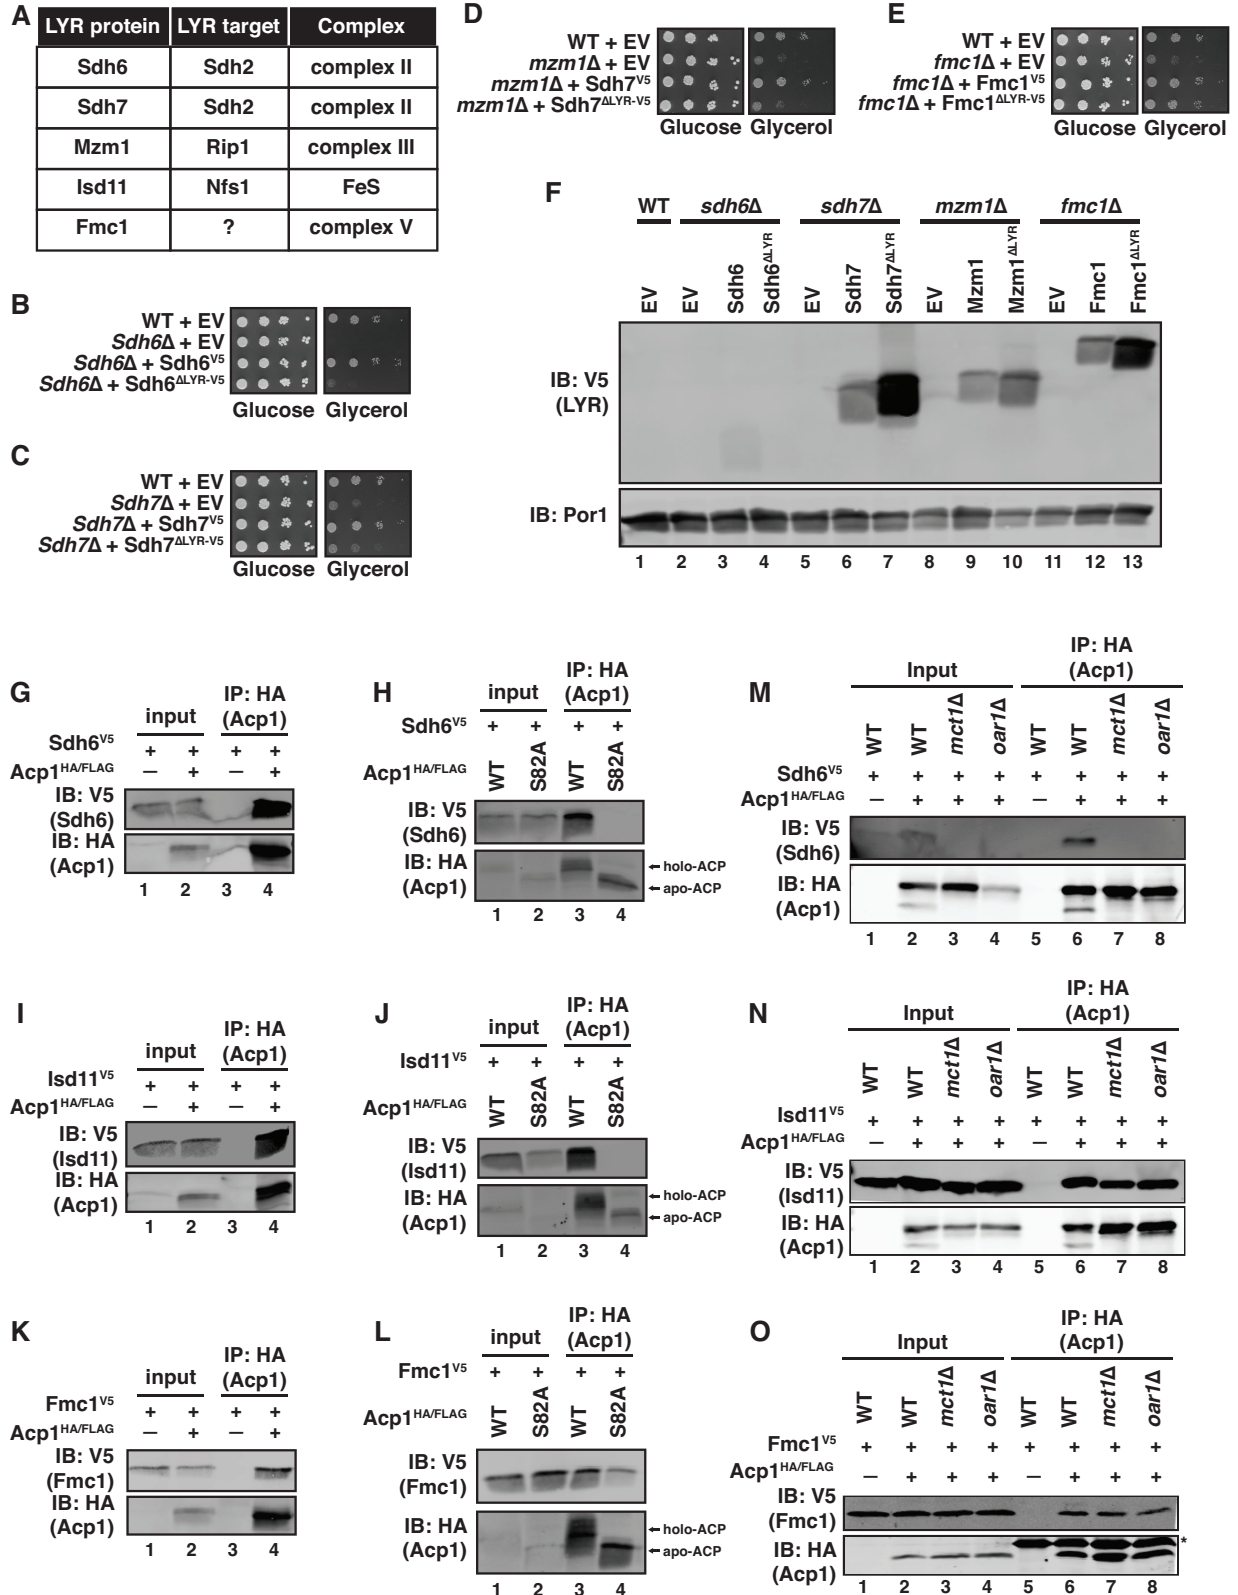 A
LYR protein LYR target Complex
Sdh6 Sdh2 complex II
Sdh7 Sdh2 complex II
Mzm1 Rip1 complex III
Isd11 Nfs1 FeS
Fmc1 ? complex V
B
WT + EV
Sdh6Δ + EV
Sdh6Δ + Sdh6V5
Sdh6Δ + Sdh6ΔLYR-V5
Glucose Glycerol
C
WT + EV
Sdh7Δ + EV
Sdh7Δ + Sdh7V5
Sdh7Δ + Sdh7ΔLYR-V5
Glucose Glycerol
D
WT + EV
mzm1Δ + EV
mzm1Δ + Sdh7V5
mzm1Δ + Sdh7ΔLYR-V5
Glucose Glycerol
E
WT + EV
fmc1Δ + EV
fmc1Δ + Fmc1V5
fmc1Δ + Fmc1ΔLYR-V5
Glucose Glycerol
F
WT sdh6Δ sdh7Δ mzm1Δ fmc1Δ
EV EV Sdh6 Sdh6ΔLYR EV Sdh7 Sdh7ΔLYR EV Mzm1 Mzm1ΔLYR EV Fmc1 Fmc1ΔLYR
IB: V5
(LYR)
IB: Por1
1 2 3 4 5 6 7 8 9 10 11 12 13
G
input IP: HA
(Acp1)
Sdh6V5 + + + +
Acp1HA/FLAG — + — +
IB: V5
(Sdh6)
IB: HA
(Acp1)
1 2 3 4
H
input IP: HA
(Acp1)
Sdh6V5 + + + +
Acp1HA/FLAG WT S82A WT S82A
IB: V5
(Sdh6)
IB: HA
(Acp1)
holo-ACP
apo-ACP
1 2 3 4
M
Input IP: HA
(Acp1)
WT WT mct1Δ oar1Δ WT WT mct1Δ oar1Δ
Sdh6V5 + + + + + + + +
Acp1HA/FLAG — + + + — + + +
IB: V5
(Sdh6)
IB: HA
(Acp1)
1 2 3 4 5 6 7 8
I
input IP: HA
(Acp1)
Isd11V5 + + + +
Acp1HA/FLAG — + — +
IB: V5
(Isd11)
IB: HA
(Acp1)
1 2 3 4
J
input IP: HA
(Acp1)
Isd11V5 + + + +
Acp1HA/FLAG WT S82A WT S82A
IB: V5
(Isd11)
IB: HA
(Acp1)
holo-ACP
apo-ACP
1 2 3 4
N
Input IP: HA
(Acp1)
WT WT mct1Δ oar1Δ WT WT mct1Δ oar1Δ
Isd11V5 + + + + + + + +
Acp1HA/FLAG — + + + — + + +
IB: V5
(Isd11)
IB: HA
(Acp1)
1 2 3 4 5 6 7 8
K
input IP: HA
(Acp1)
Fmc1V5 + + + +
Acp1HA/FLAG — + — +
IB: V5
(Fmc1)
IB: HA
(Acp1)
1 2 3 4
L
input IP: HA
(Acp1)
Fmc1V5 + + + +
Acp1HA/FLAG WT S82A WT S82A
IB: V5
(Fmc1)
IB: HA
(Acp1)
holo-ACP
apo-ACP
1 2 3 4
O
Input IP: HA
(Acp1)
WT WT mct1Δ oar1Δ WT WT mct1Δ oar1Δ
Fmc1V5 + + + + + + + +
Acp1HA/FLAG — + + + — + + +
IB: V5
(Fmc1)
IB: HA
(Acp1)
*
1 2 3 4 5 6 7 8